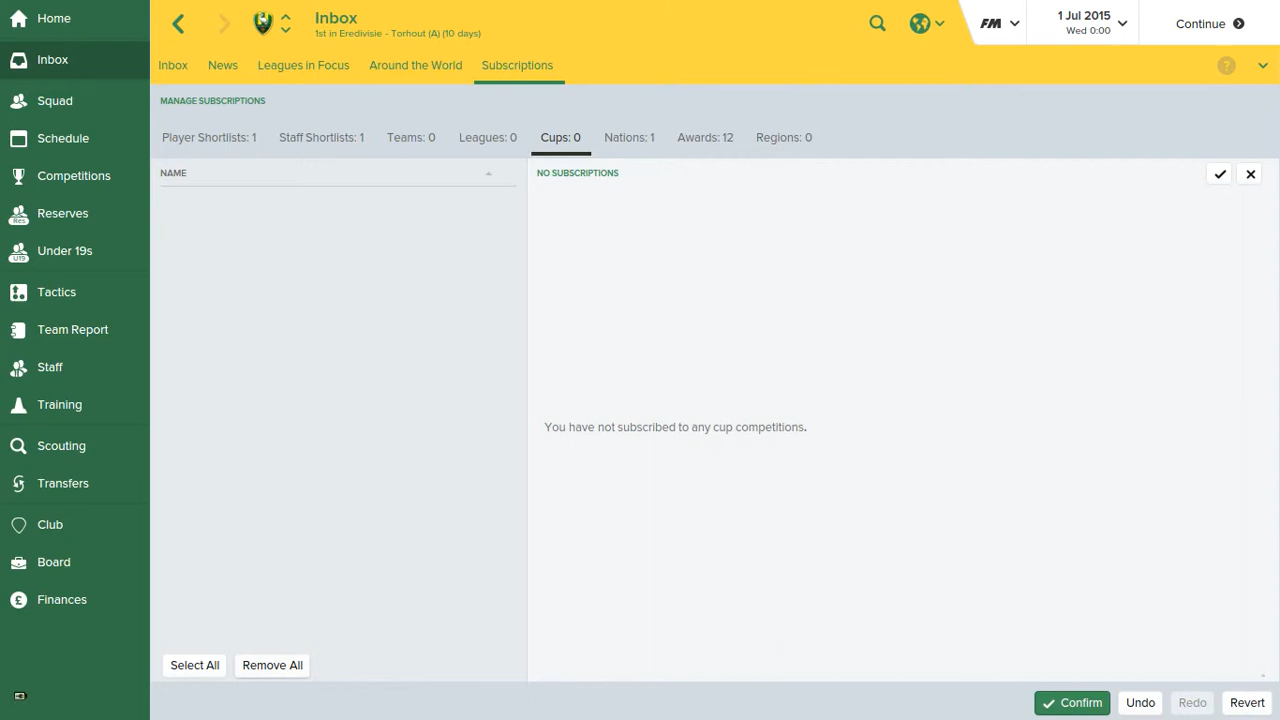 Home
Inbox
Squad
Schedule
Competitions
Reserves
Under 19s
Tactics
Team Report
Staff
Training
Scouting
Transfers
Club
Board
Finances
Res
U19
£
Inbox
1st in Eredivisie - Torhout (A) (10 days)
FM
1 Jul 2015
Wed 0:00
Continue
Inbox News Leagues in Focus Around the World Subscriptions
?
MANAGE SUBSCRIPTIONS
Player Shortlists: 1 Staff Shortlists: 1 Teams: 0 Leagues: 0 Cups: 0 Nations: 1 Awards: 12 Regions: 0
NAME
NO SUBSCRIPTIONS
You have not subscribed to any cup competitions.
Select All Remove All
Confirm Undo Redo Revert